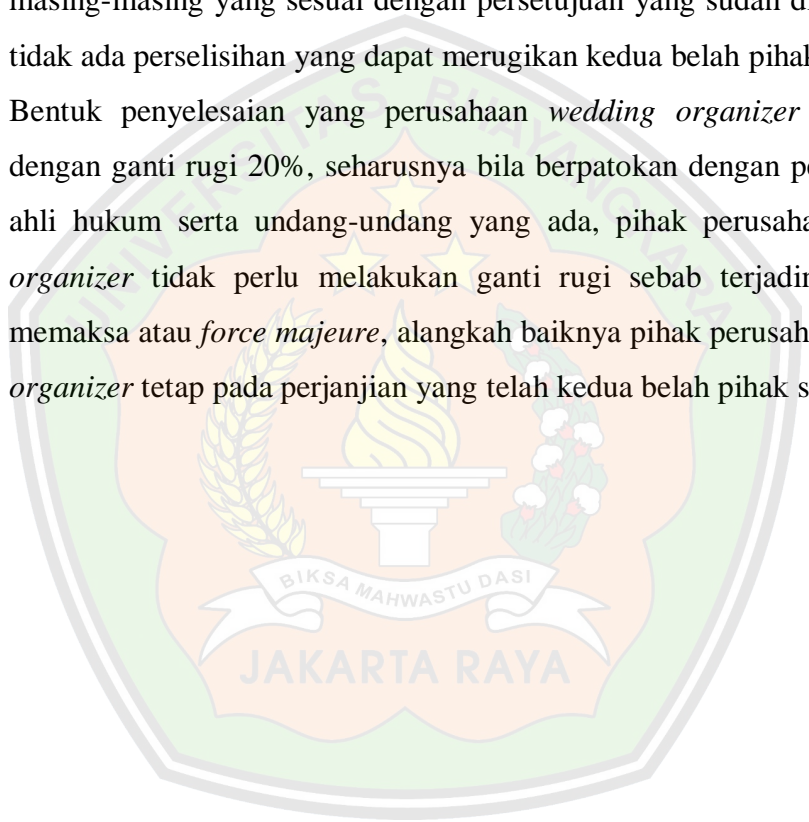 masing-masing yang sesuai dengan persetujuan yang sudah
tidak ada perselisihan yang dapat merugikan kedua belah pihak
Bentuk penyelesaian yang perusahaan wedding organizer
dengan ganti rugi 20%, seharusnya bila berpatokan dengan
ahli hukum serta undang-undang yang ada, pihak
organizer tidak perlu melakukan ganti rugi sebab
memaksa atau force majeure, alangkah baiknya pihak
organizer tetap pada perjanjian yang telah kedua belah pihak
UNIVERSITAS BHAYANGKARA
BIKSA MAHWASTU DASI
JAKARTA RAYA